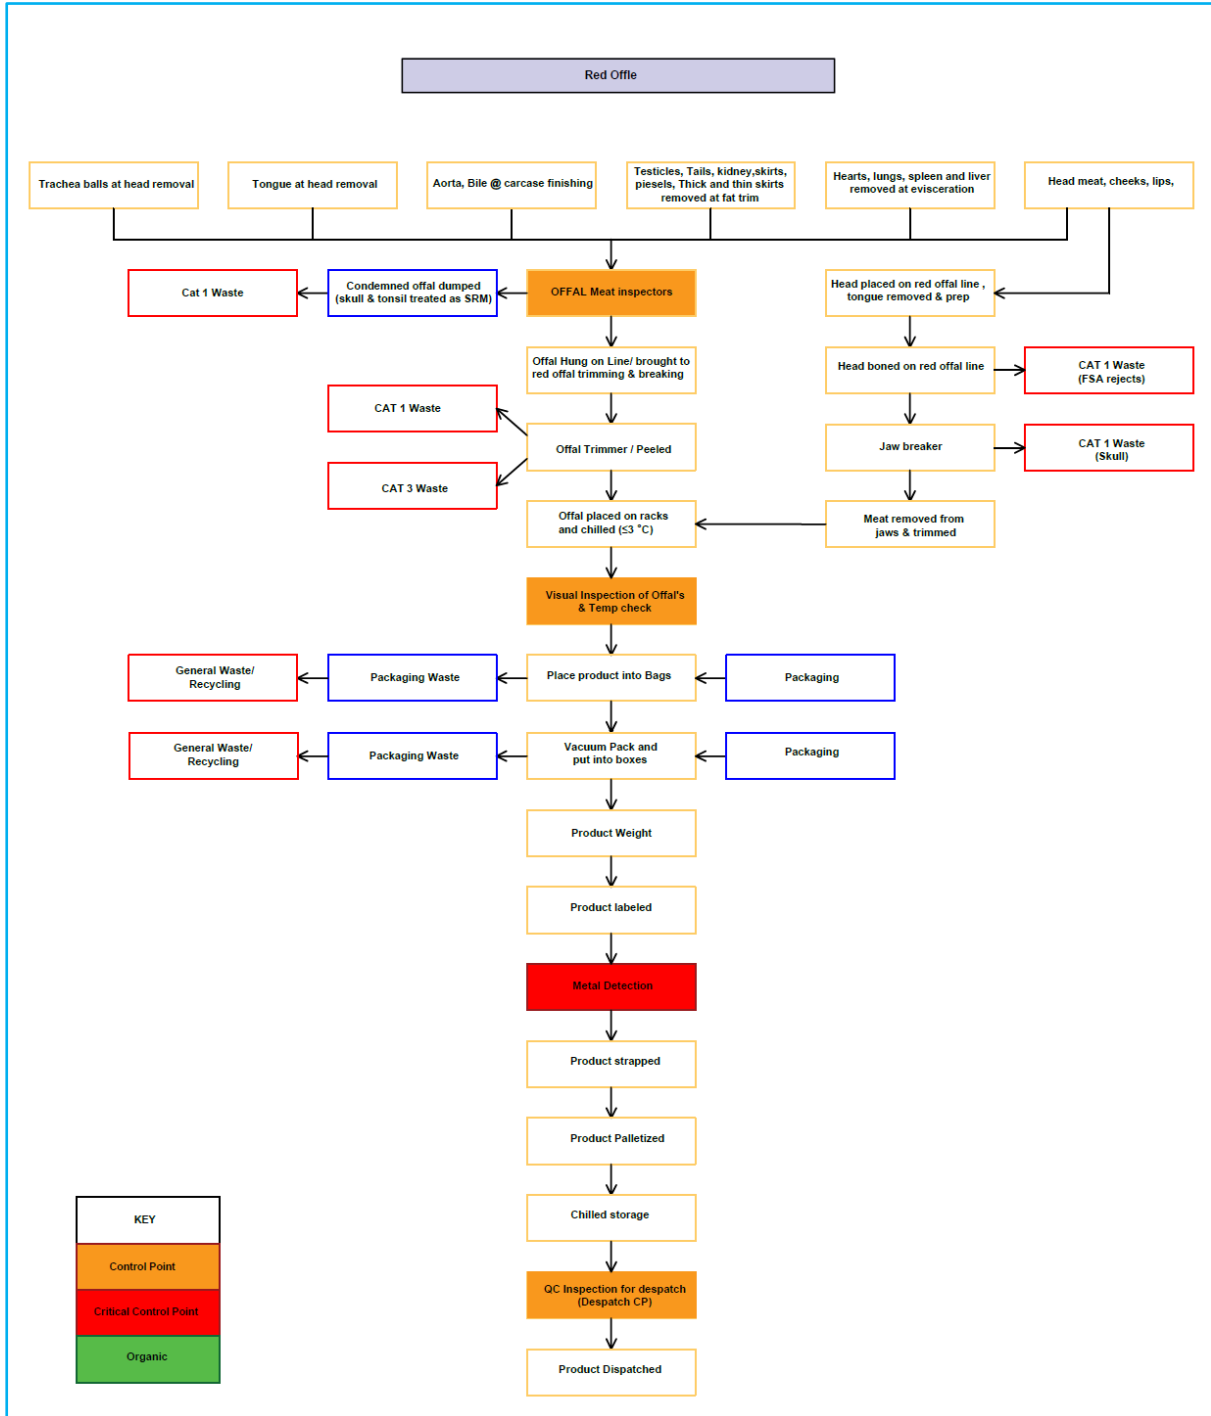 Red Offle
Trachea balls at head removal
Tongue at head removal
Aorta, Bile @ carcase finishing
Testicles, Tails, kidney,skirts,
piesels, Thick and thin skirts
removed at fat trim
Hearts, lungs, spleen and liver
removed at evisceration
Head meat, cheeks, lips,
Cat 1 Waste
Condemned offal dumped
(skull & tonsil treated as SRM)
OFFAL Meat inspectors
Head placed on red offal line ,
tongue removed & prep
Offal Hung on Line/ brought to
red offal trimming & breaking
Head boned on red offal line
CAT 1 Waste
(FSA rejects)
CAT 1 Waste
Offal Trimmer / Peeled
Jaw breaker
CAT 1 Waste
(Skull)
CAT 3 Waste
Offal placed on racks
and chilled (≤3 °C)
Meat removed from
jaws & trimmed
Visual Inspection of Offal's
& Temp check
General Waste/
Recycling
Packaging Waste
Place product into Bags
Packaging
General Waste/
Recycling
Packaging Waste
Vacuum Pack and
put into boxes
Packaging
Product Weight
Product labeled
Metal Detection
Product strapped
Product Palletized
Chilled storage
QC Inspection for despatch
(Despatch CP)
Product Dispatched
KEY
Control Point
Critical Control Point
Organic